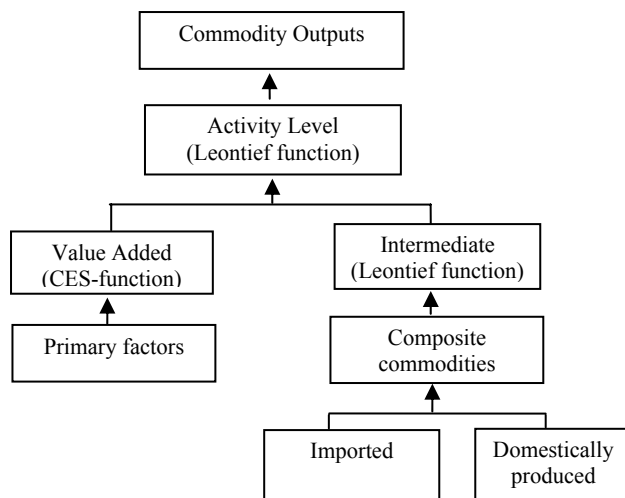 Commodity Outputs
Activity Level
(Leontief function)
Value Added
(CES-function)
Intermediate
(Leontief function)
Primary factors
Composite
commodities
Imported
Domestically
produced